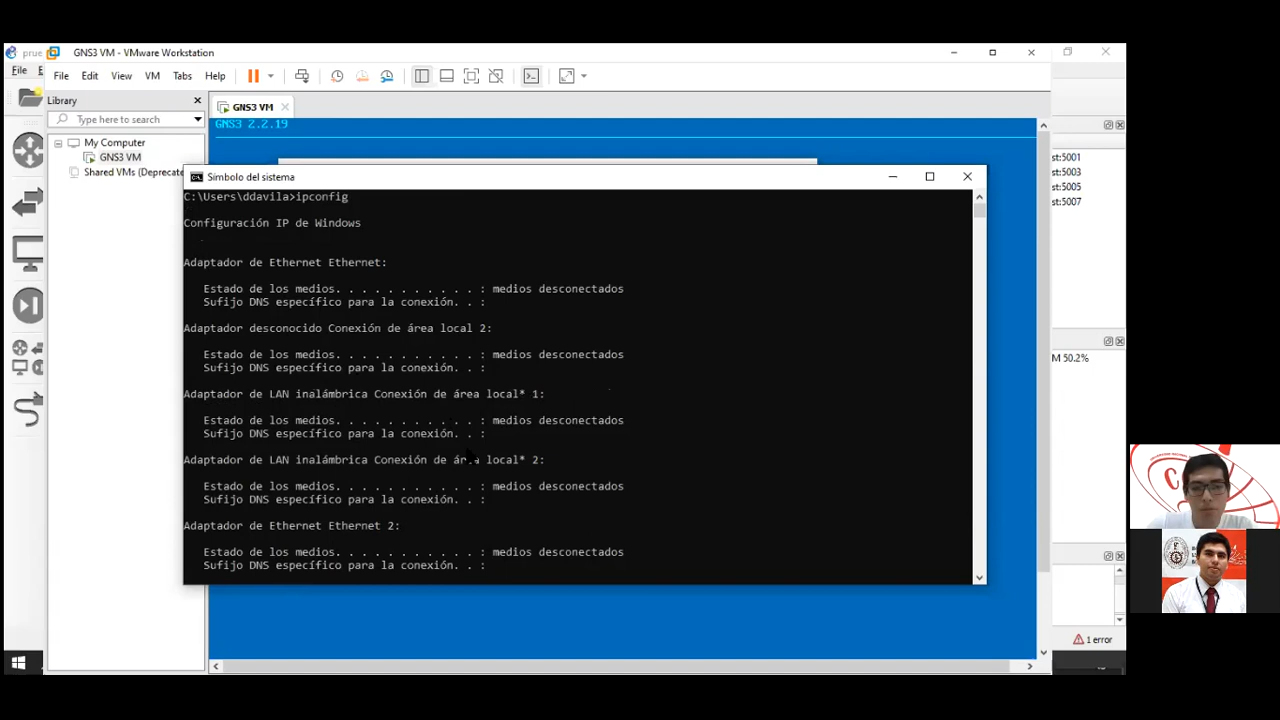 prue
GNS3 VM - VMware Workstation
File
File Edit View VM Tabs Help
Library
Type here to search
My Computer
GNS3 VM
Shared VMs (Deprecate
GNS3 VM
GNS3 2.2.19
Símbolo del sistema
C:\Users\ddavila>ipconfig
Configuración IP de Windows
Adaptador de Ethernet Ethernet:
Estado de los medios. . . . . . . . . . . : medios desconectados
Sufijo DNS específico para la conexión. . :
Adaptador desconocido Conexión de área local 2:
Estado de los medios. . . . . . . . . . . : medios desconectados
Sufijo DNS específico para la conexión. . :
Adaptador de LAN inalámbrica Conexión de área local* 1:
Estado de los medios. . . . . . . . . . . : medios desconectados
Sufijo DNS específico para la conexión. . :
Adaptador de LAN inalámbrica Conexión de área local* 2:
Estado de los medios. . . . . . . . . . . : medios desconectados
Sufijo DNS específico para la conexión. . :
Adaptador de Ethernet Ethernet 2:
Estado de los medios. . . . . . . . . . . : medios desconectados
Sufijo DNS específico para la conexión. . :
st:5001
st:5003
st:5005
st:5007
M 50.2%
1 error